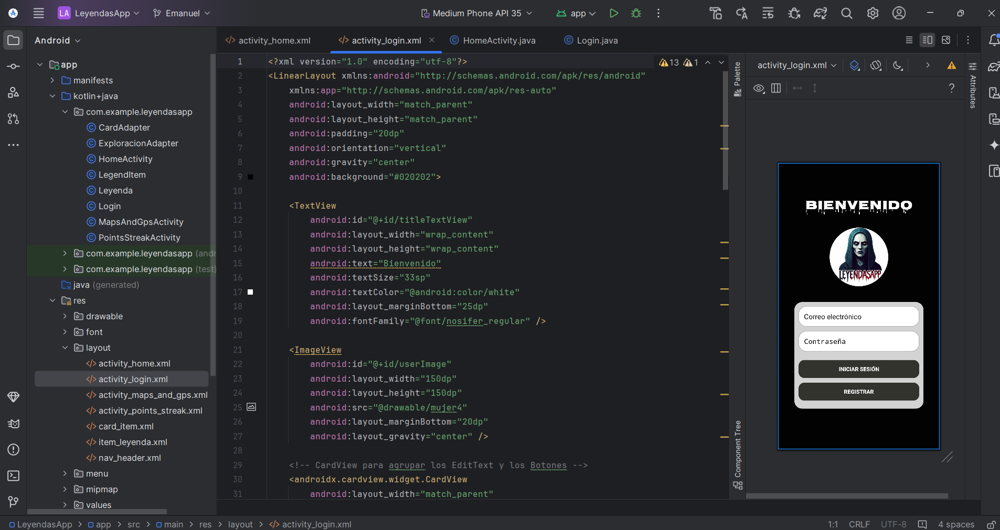 LA LeyendasApp Emanuel Medium Phone API 35 app
Android
app
manifests
kotlin+java
com.example.leyendasapp
CardAdapter
ExploracionAdapter
HomeActivity
LegendItem
Leyenda
Login
MapsAndGpsActivity
PointsStreakActivity
com.example.leyendasapp (andr
com.example.leyendasapp (test)
java (generated)
res
drawable
font
layout
activity_home.xml
activity_login.xml
activity_maps_and_gps.xml
activity_points_streak.xml
card_item.xml
item_leyenda.xml
nav_header.xml
menu
mipmap
values
activity_home.xml activity_login.xml HomeActivity.java Login.java
13 1
1 <?xml version="1.0" encoding="utf-8"?>
2 <LinearLayout xmlns:android="http://schemas.android.com/apk/res/android"
3 xmlns:app="http://schemas.android.com/apk/res-auto"
4 android:layout_width="match_parent"
5 android:layout_height="match_parent"
6 android:padding="20dp"
7 android:orientation="vertical"
8 android:gravity="center"
9 android:background="#020202">
10
11 <TextView
12 android:id="@+id/titleTextView"
13 android:layout_width="wrap_content"
14 android:layout_height="wrap_content"
15 android:text="Bienvenido"
16 android:textSize="33sp"
17 android:textColor="@android:color/white"
18 android:layout_marginBottom="25dp"
19 android:fontFamily="@font/nosifer_regular" />
20
21 <ImageView
22 android:id="@+id/userImage"
23 android:layout_width="150dp"
24 android:layout_height="150dp"
25 android:src="@drawable/mujer4"
26 android:layout_marginBottom="20dp"
27 android:layout_gravity="center" />
28
29 <!-- CardView para agrupar los EditText y los Botones -->
30 <androidx.cardview.widget.CardView
31 android:layout_width="match_parent"
Palette
Component Tree
activity_login.xml
?
Attributes
BIENVENIDO
LEYENDASAPP
Correo electrónico
Contraseña
INICIAR SESIÓN
REGISTRAR
LeyendasApp > app > src > main > res > layout > activity_login.xml
1:1 CRLF UTF-8 4 spaces